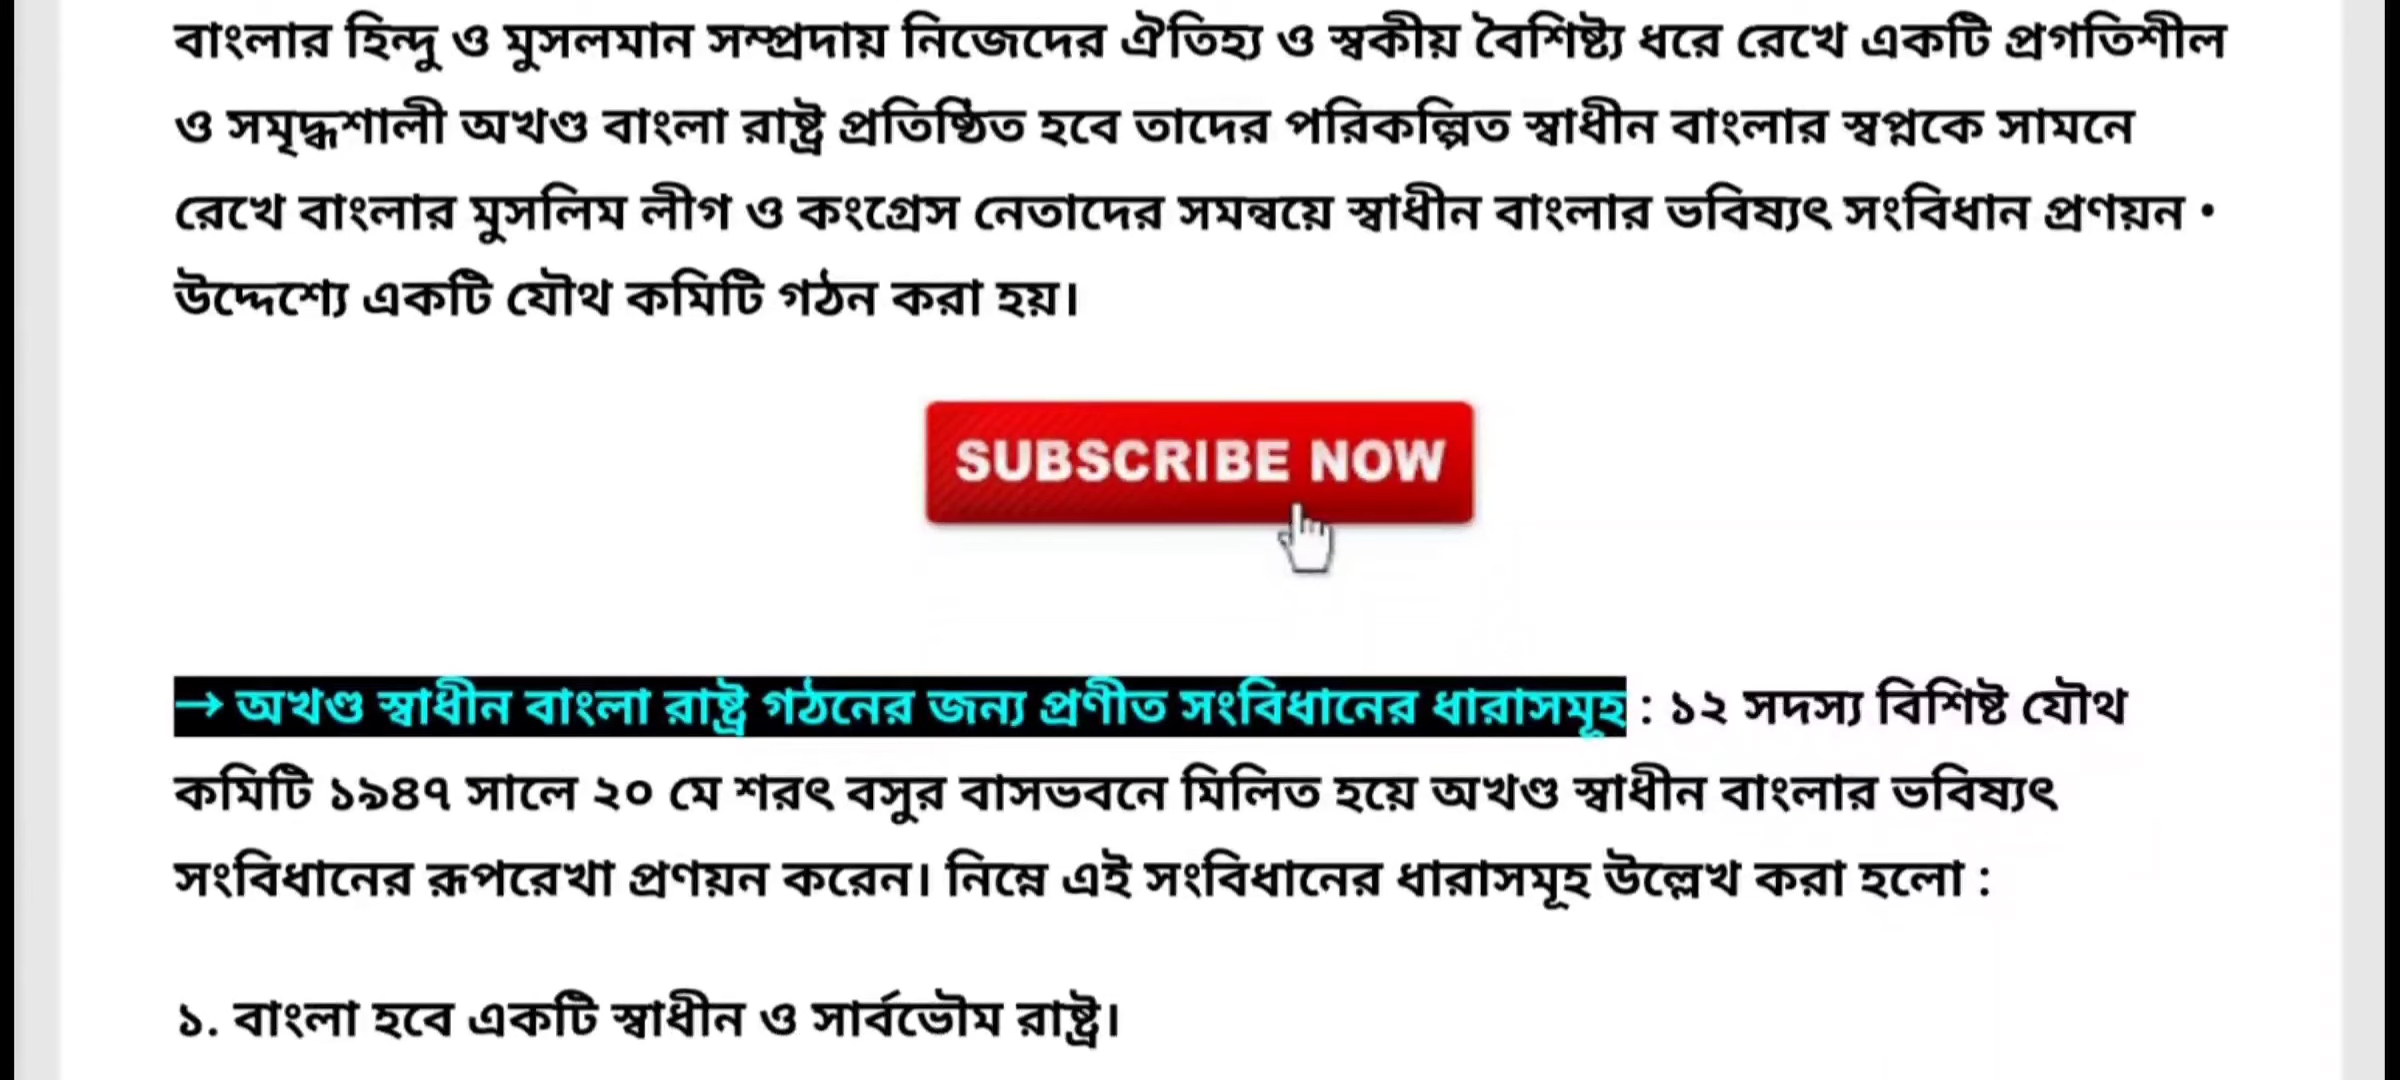 বাংলার হিন্দু ও মুসলমান সম্প্রদায় নিজেদের ঐতিহ্য ও স্বকীয় বৈশিষ্ট্য ধরে রেখে একটি প্রগতিশীল
ও সমৃদ্ধশালী অখণ্ড বাংলা রাষ্ট্র প্রতিষ্ঠিত হবে তাদের পরিকল্পিত স্বাধীন বাংলার স্বপ্নকে সামনে
রেখে বাংলার মুসলিম লীগ ও কংগ্রেস নেতাদের সমন্বয়ে স্বাধীন বাংলার ভবিষ্যৎ সংবিধান প্রণয়ন •
উদ্দেশ্যে একটি যৌথ কমিটি গঠন করা হয়।
SUBSCRIBE NOW
→ অখণ্ড স্বাধীন বাংলা রাষ্ট্র গঠনের জন্য প্রণীত সংবিধানের ধারাসমূহ : ১২ সদস্য বিশিষ্ট যৌথ
কমিটি ১৯৪৭ সালে ২০ মে শরৎ বসুর বাসভবনে মিলিত হয়ে অখণ্ড স্বাধীন বাংলার ভবিষ্যৎ
সংবিধানের রূপরেখা প্রণয়ন করেন। নিম্নে এই সংবিধানের ধারাসমূহ উল্লেখ করা হলো :
১. বাংলা হবে একটি স্বাধীন ও সার্বভৌম রাষ্ট্র।